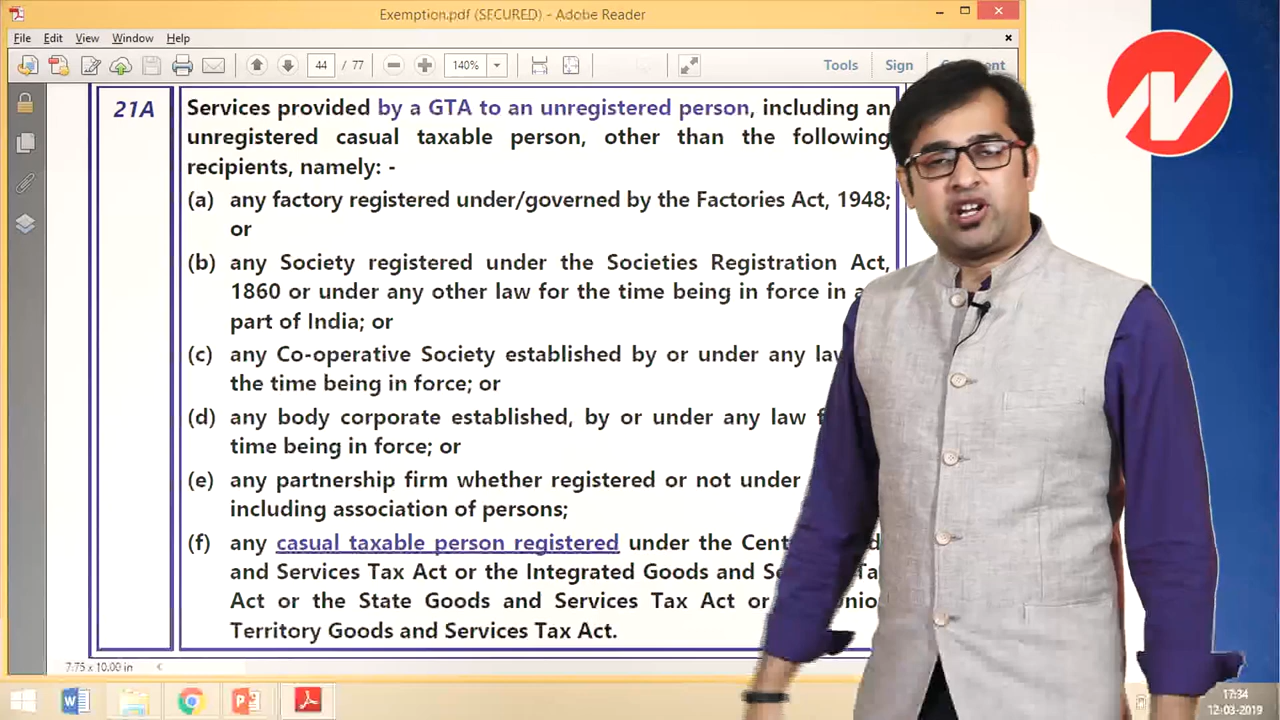 Exemption.pdf (SECURED) - Adobe Reader
File Edit View Window Help
44 / 77 140% Tools Sign Comment
21A
Services provided by a GTA to an unregistered person, including an
unregistered casual taxable person, other than the following
recipients, namely: -
(a) any factory registered under/governed by the Factories Act, 1948;
or
(b) any Society registered under the Societies Registration Act,
1860 or under any other law for the time being in force in
part of India; or
(c) any Co-operative Society established by or under any
the time being in force; or
(d) any body corporate established, by or under any law
time being in force; or
(e) any partnership firm whether registered or not under
including association of persons;
(f) any casual taxable person registered under the
and Services Tax Act or the Integrated Goods and
Act or the State Goods and Services Tax Act or
Territory Goods and Services Tax Act.
7.75 x 10.00 in
17:34
12-03-2019